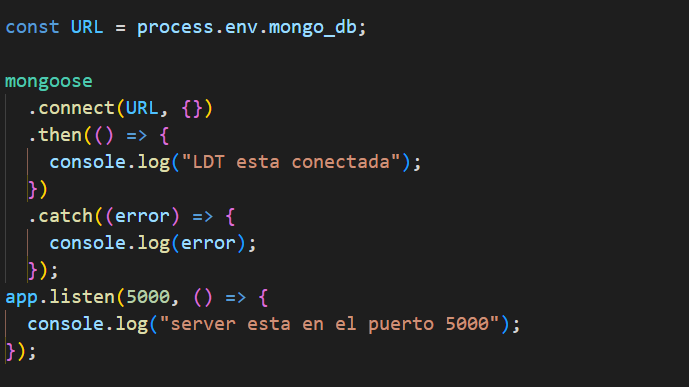 const URL = process.env.mongo_db;
mongoose
.connect(URL, {})
.then(() => {
console.log("LDT esta conectada");
})
.catch((error) => {
console.log(error);
});
app.listen(5000, () => {
console.log("server esta en el puerto 5000");
});